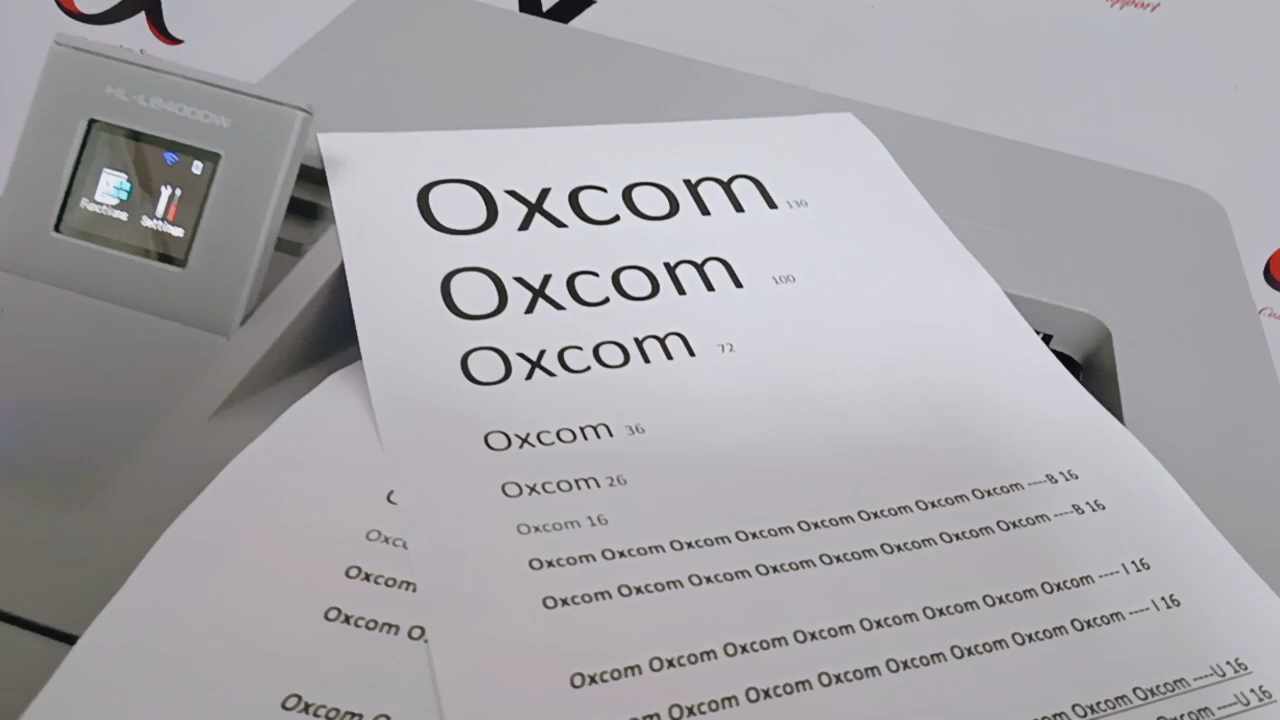 HL-L8400DW
Functions
Settings
Oxcom 130
Oxcom 100
Oxcom 72
Oxcom 36
Oxcom 26
Oxcom 16
Oxcom Oxcom Oxcom Oxcom Oxcom Oxcom Oxcom Oxcom ----B 16
Oxcom Oxcom Oxcom Oxcom Oxcom Oxcom Oxcom Oxcom ----B 16
Oxcom Oxcom Oxcom Oxcom Oxcom Oxcom Oxcom Oxcom ---- I 16
Oxcom Oxcom Oxcom Oxcom Oxcom Oxcom Oxcom ---- I 16
Oxcom Oxcom ----U 16
----U 16
Oxcom
Oxcom
Oxcom